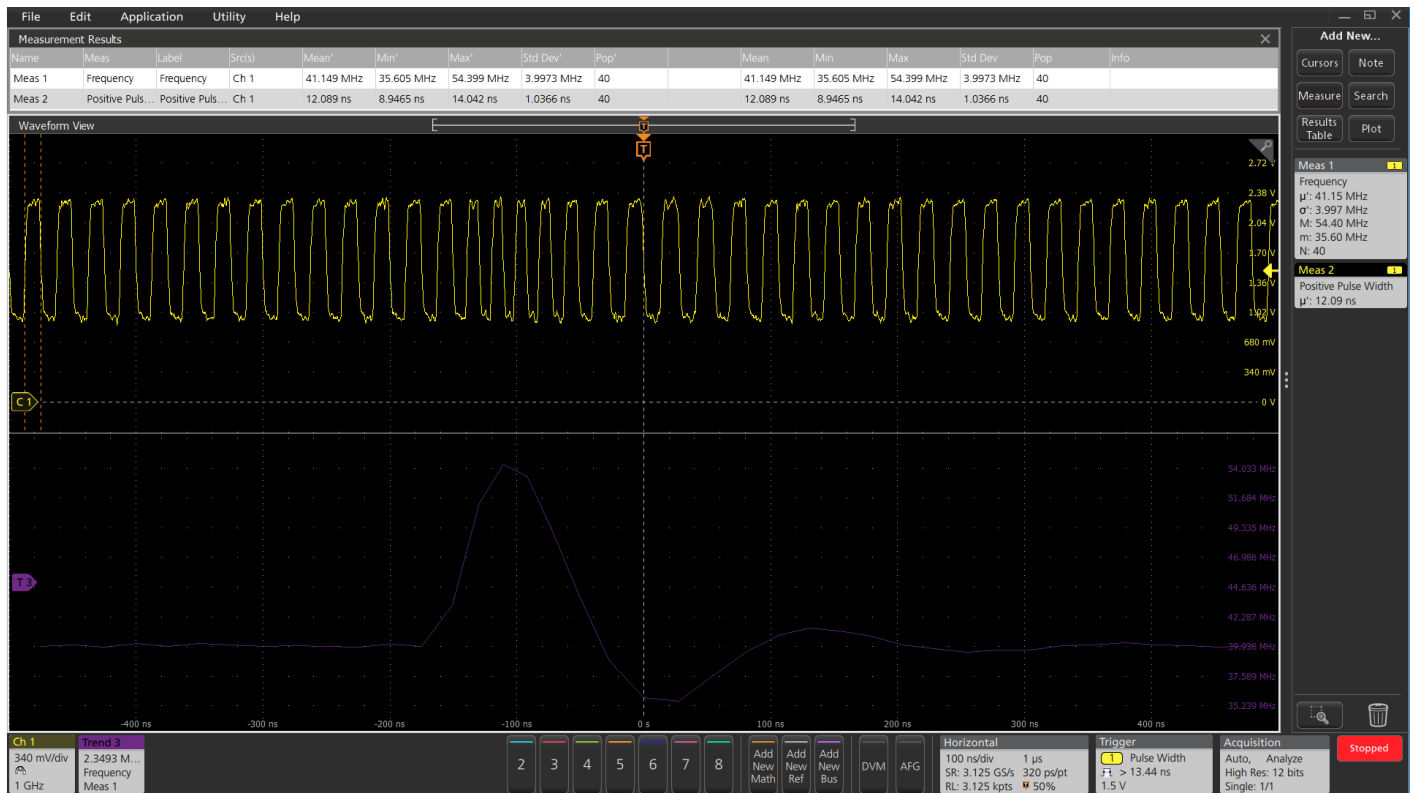 File Edit Application Utility Help
Measurement Results
Name Meas Label Src(s) Mean' Min' Max' Std Dev' Pop' Mean Min Max Std Dev Pop Info
Meas 1 Frequency Frequency Ch 1 41.149 MHz 35.605 MHz 54.399 MHz 3.9973 MHz 40 41.149 MHz 35.605 MHz 54.399 MHz 3.9973 MHz 40
Meas 2 Positive Puls... Positive Puls... Ch 1 12.089 ns 8.9465 ns 14.042 ns 1.0366 ns 40 12.089 ns 8.9465 ns 14.042 ns 1.0366 ns 40
Waveform View
T
T
2.72 V
2.38 V
2.04 V
1.70 V
1.36 V
1.02 V
680 mV
340 mV
C 1
0 V
54.033 MHz
51.684 MHz
49.335 MHz
46.986 MHz
T 3
44.636 MHz
42.287 MHz
39.938 MHz
37.589 MHz
35.239 MHz
-400 ns -300 ns -200 ns -100 ns 0 s 100 ns 200 ns 300 ns 400 ns
Add New...
Cursors Note
Measure Search
Results Table Plot
Meas 1 1
Frequency
µ': 41.15 MHz
σ': 3.997 MHz
M: 54.40 MHz
m: 35.60 MHz
N: 40
Meas 2 1
Positive Pulse Width
µ': 12.09 ns
Ch 1
340 mV/div
1 GHz
Trend 3
2.3493 M...
Frequency
Meas 1
2 3 4 5 6 7 8
Add New Math
Add New Ref
Add New Bus
DVM
AFG
Horizontal
100 ns/div 1 µs
SR: 3.125 GS/s 320 ps/pt
RL: 3.125 kpts 50%
Trigger
1 Pulse Width
> 13.44 ns
1.5 V
Acquisition
Auto, Analyze
High Res: 12 bits
Single: 1/1
Stopped